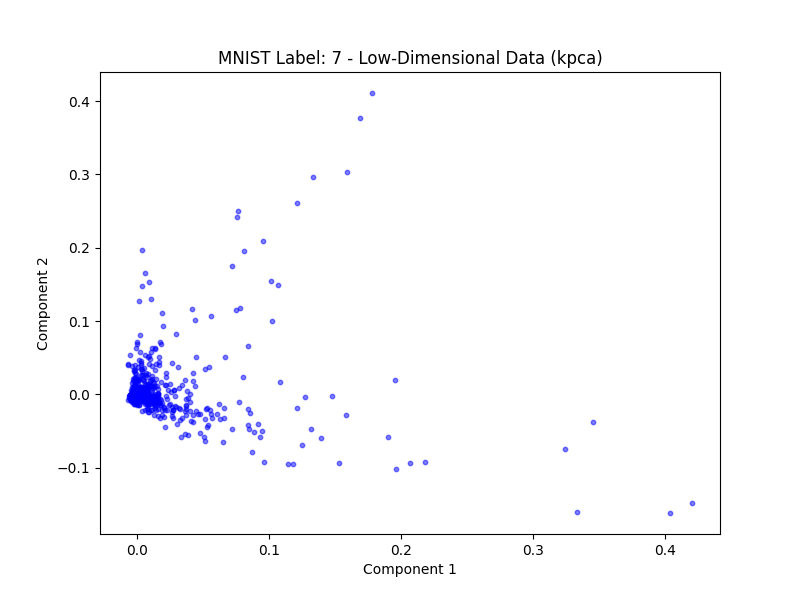 MNIST Label: 7 - Low-Dimensional Data (kpca)
0.4
0.3
0.2
0.1
0.0
−0.1
Component 2
0.0 0.1 0.2 0.3 0.4
Component 1